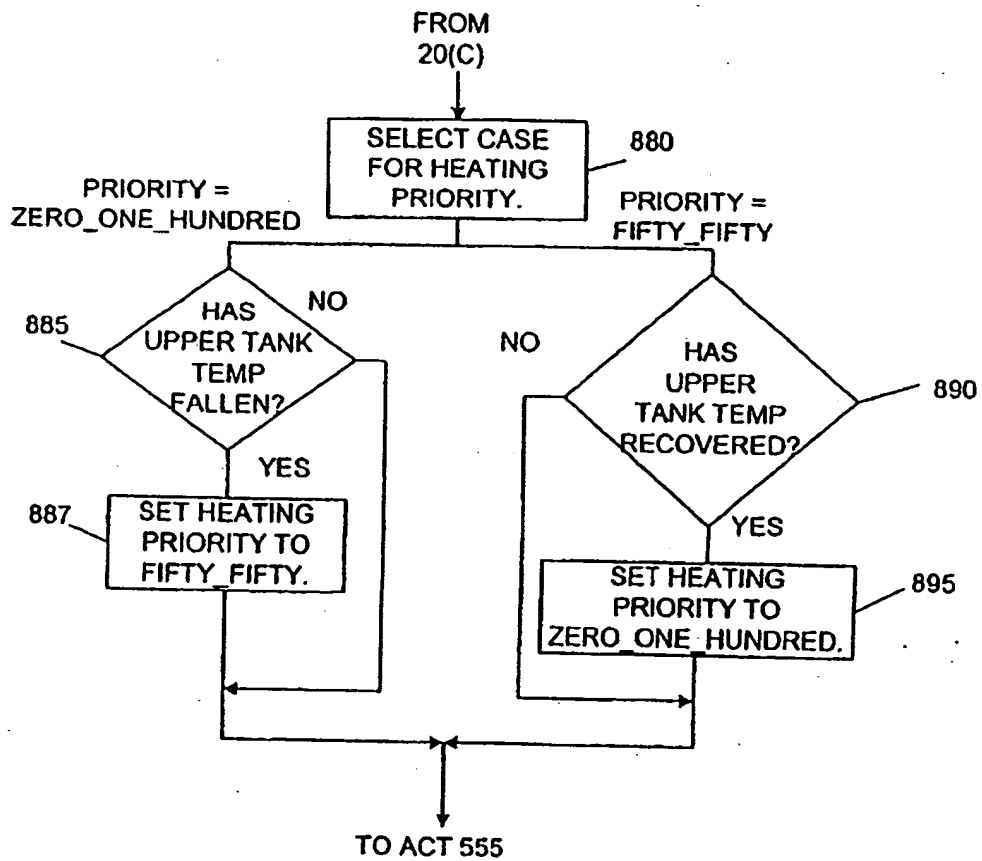 FROM
20(C)
SELECT CASE
FOR HEATING
PRIORITY.
880
PRIORITY =
ZERO_ONE_HUNDRED
PRIORITY =
FIFTY_FIFTY
885
HAS
UPPER TANK
TEMP
FALLEN?
NO
YES
887
SET HEATING
PRIORITY TO
FIFTY_FIFTY.
NO
HAS
UPPER
TANK TEMP
RECOVERED?
890
YES
SET HEATING
PRIORITY TO
ZERO_ONE_HUNDRED.
895
TO ACT 555